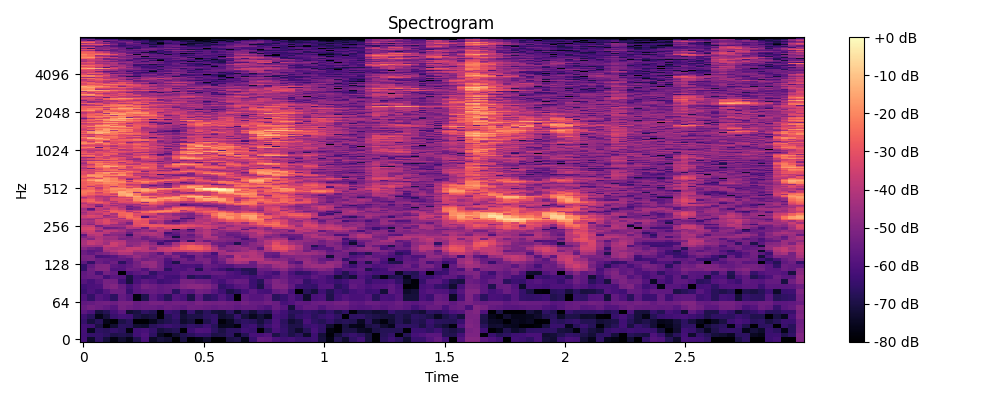 Spectrogram
Hz
4096
2048
1024
512
256
128
64
0
0
0.5
1
1.5
2
2.5
Time
+0 dB
-10 dB
-20 dB
-30 dB
-40 dB
-50 dB
-60 dB
-70 dB
-80 dB